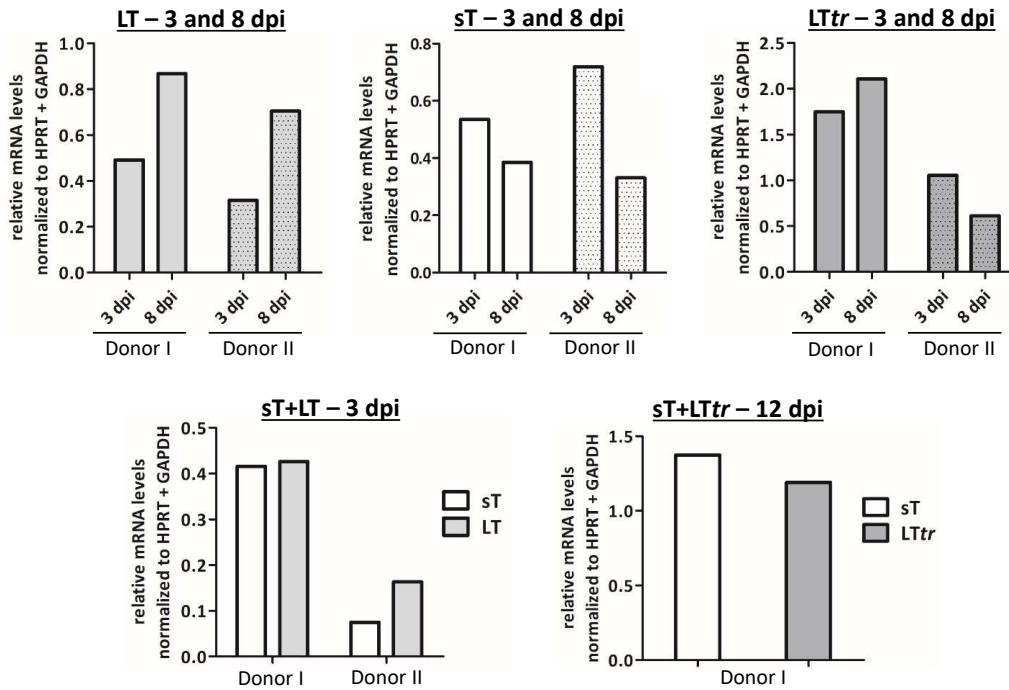 LT – 3 and 8 dpi
relative mRNA levels
normalized to HPRT + GAPDH
1.0
0.8
0.6
0.4
0.2
0.0
3 dpi
8 dpi
3 dpi
8 dpi
Donor I
Donor II
sT – 3 and 8 dpi
relative mRNA levels
normalized to HPRT + GAPDH
0.8
0.6
0.4
0.2
0.0
3 dpi
8 dpi
3 dpi
8 dpi
Donor I
Donor II
LTtr – 3 and 8 dpi
relative mRNA levels
normalized to HPRT + GAPDH
2.5
2.0
1.5
1.0
0.5
0.0
3 dpi
8 dpi
3 dpi
8 dpi
Donor I
Donor II
sT+LT – 3 dpi
relative mRNA levels
normalized to HPRT + GAPDH
0.5
0.4
0.3
0.2
0.1
0.0
Donor I
Donor II
sT
LT
sT+LTtr – 12 dpi
relative mRNA levels
normalized to HPRT + GAPDH
1.5
1.0
0.5
0.0
Donor I
sT
LTtr